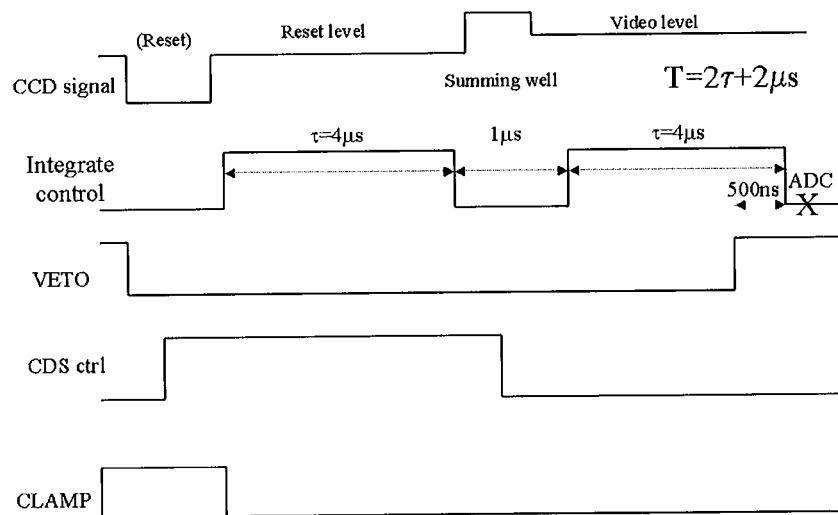 (Reset)
Reset level
Video level
CCD signal
Summing well
T=2τ+2μs
τ=4μs
1μs
τ=4μs
Integrate
control
500ns
ADC
X
VETO
CDS ctrl
CLAMP